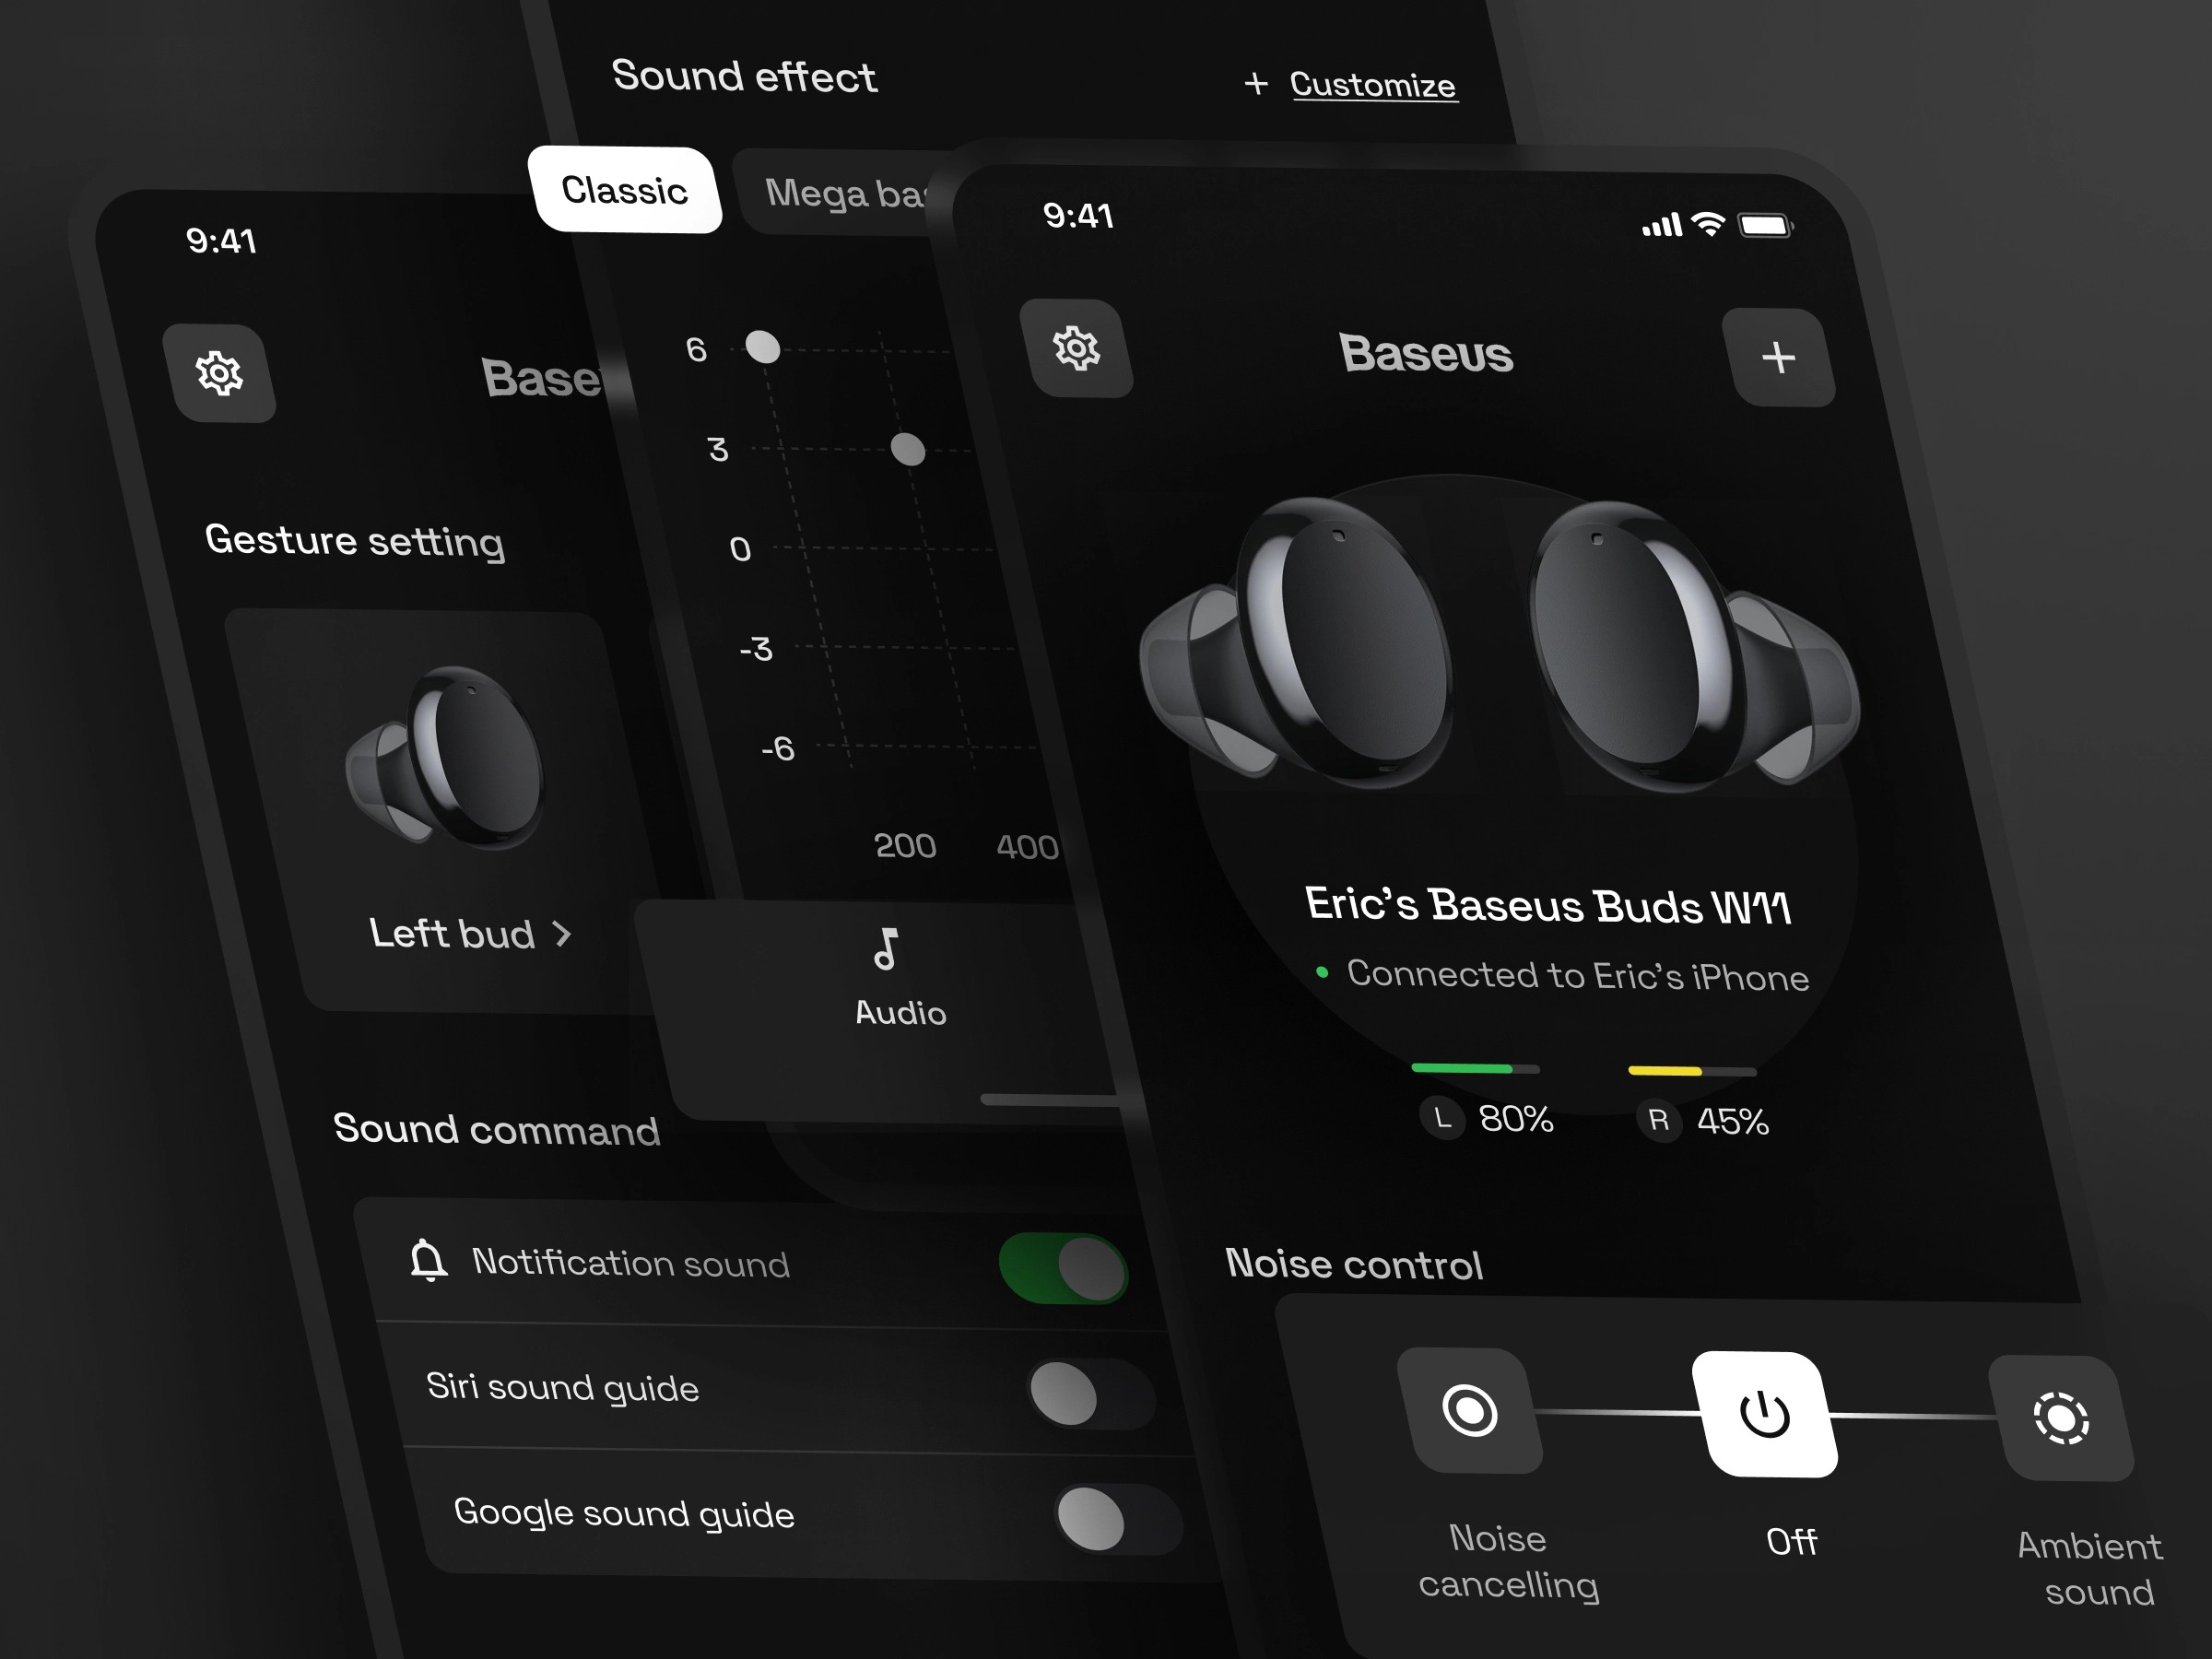 Sound effect
+ Customize
Classic
Mega ba
9:41
Base
Gesture setting
Left bud >
Sound command
Notification sound
Siri sound guide
Google sound guide
6
3
0
-3
-6
200 400
Audio
9:41
Baseus
Eric's Baseus Buds W11
Connected to Eric's iPhone
L 80% R 45%
Noise control
Noise
cancelling
Off
Ambient
sound